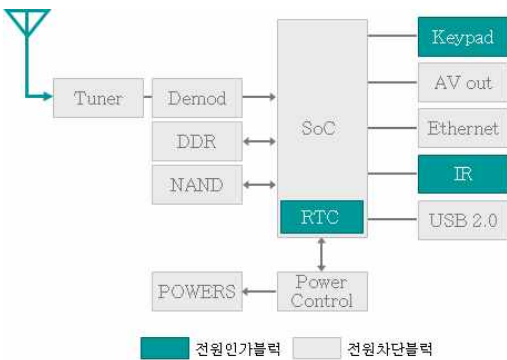 Keypad
Tuner
Demod
AV out
DDR
SoC
Ethernet
NAND
IR
RTC
USB 2.0
POWERS
Power
Control
전원인가블럭
전원차단블럭